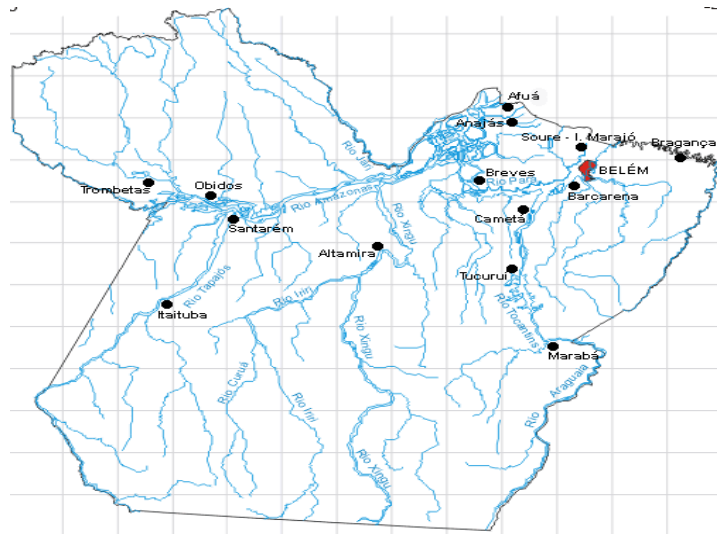 Afuá
Anajás
Soure - I. Marajó
Bragança
Rio Jari
BELÉM
Breves
Rio Pará
Trombetas
Óbidos
Rio Amazonas
Barcarena
Santarém
Rio Xingu
Cametá
Altamira
Tucuruí
Rio Tapajós
Rio Iriri
Itaituba
Rio Tocantins
Rio Xingu
Marabá
Rio Curuá
Rio Iriri
Rio Araguaia
Rio Xingu